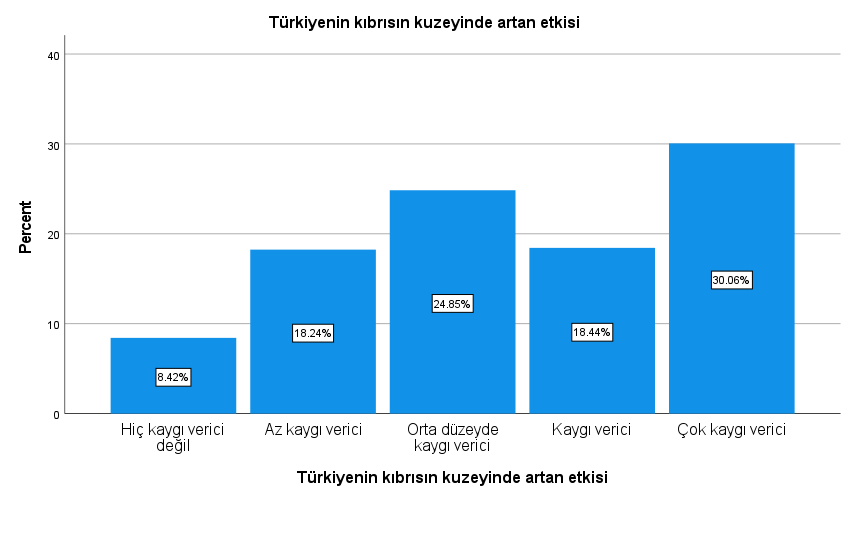 Türkiyenin kıbrısın kuzeyinde artan etkisi
40
30
20
10
0
Percent
8.42%
18.24%
24.85%
18.44%
30.06%
Hiç kaygı verici
değil
Az kaygı verici
Orta düzeyde
kaygı verici
Kaygı verici
Çok kaygı verici
Türkiyenin kıbrısın kuzeyinde artan etkisi